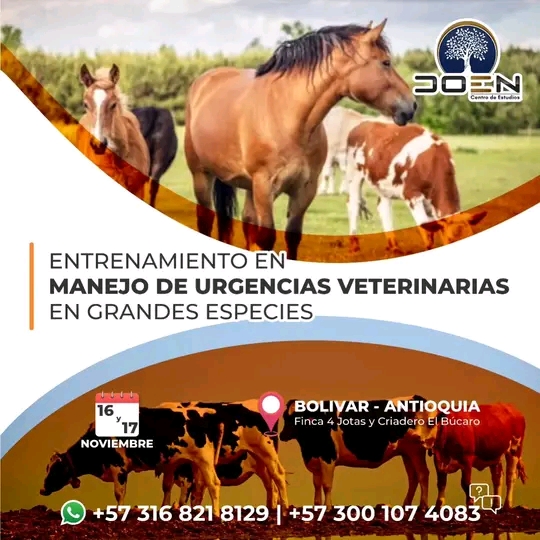 DOEN
Centro de Estudios
ENTRENAMIENTO EN
MANEJO DE URGENCIAS VETERINARIAS
EN GRANDES ESPECIES
16
y
17
NOVIEMBRE
BOLIVAR - ANTIOQUIA
Finca 4 Jotas y Criadero El Búcaro
+57 316 821 8129 | +57 300 107 4083